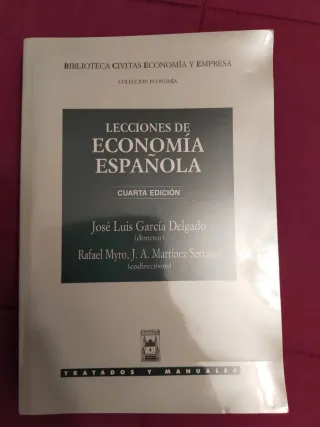 BIBLIOTECA CIVITAS ECONOMÍA Y EMPRESA
COLECCIÓN ECONOMÍA
LECCIONES DE
ECONOMÍA
ESPAÑOLA
CUARTA EDICIÓN
José Luis García Delgado
(director)
Rafael Myro, J. A. Martínez Serrano
(codirectores)
TRATADOS Y MANUALES